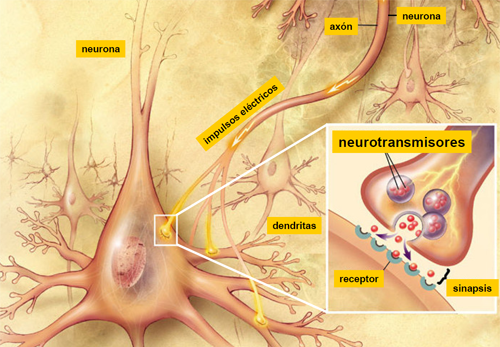 neurona
axón
neurona
impulsos eléctricos
neurotransmisores
dendritas
receptor
sinapsis